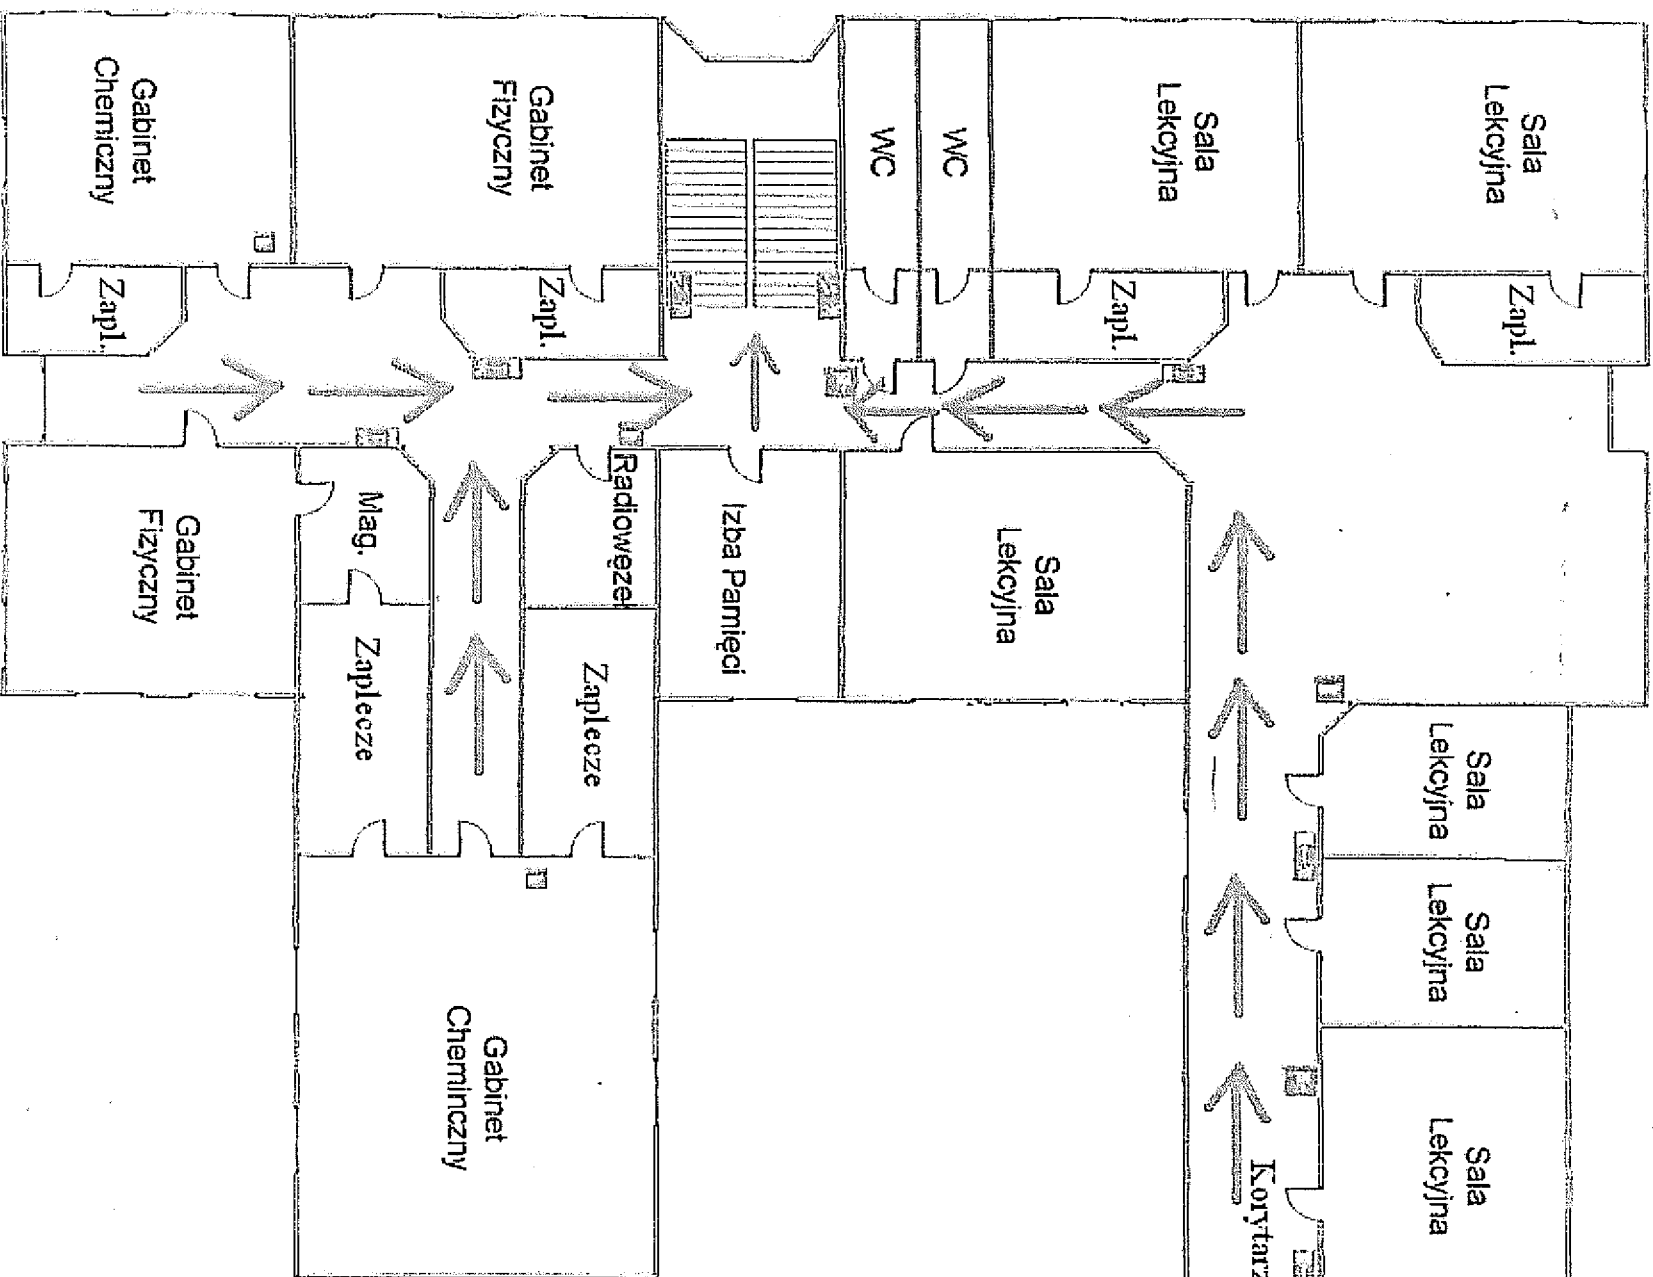 Gabinet
Chemiczny
Gabinet
Fizyczny
WC
WC
Sala
Lekcyjna
Sala
Lekcyjna
Zapl.
Zapl.
Zapl.
Zapl.
Gabinet
Fizyczny
Mag.
Radiowęzeł
Izba Pamięci
Sala
Lekcyjna
Zaplecze
Zaplecze
Sala
Lekcyjna
Sala
Lekcyjna
Gabinet
Cheminczny
Sala
Lekcyjna
Korytarz